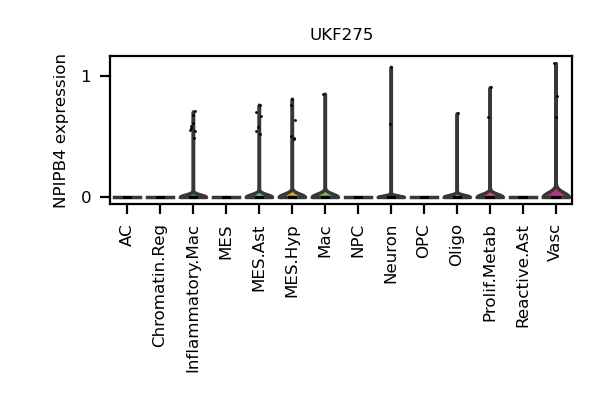 UKF275
NPIPB4 expression
1
0
AC
Chromatin.Reg
Inflammatory.Mac
MES
MES.Ast
MES.Hyp
Mac
NPC
Neuron
OPC
Oligo
Prolif.Metab
Reactive.Ast
Vasc